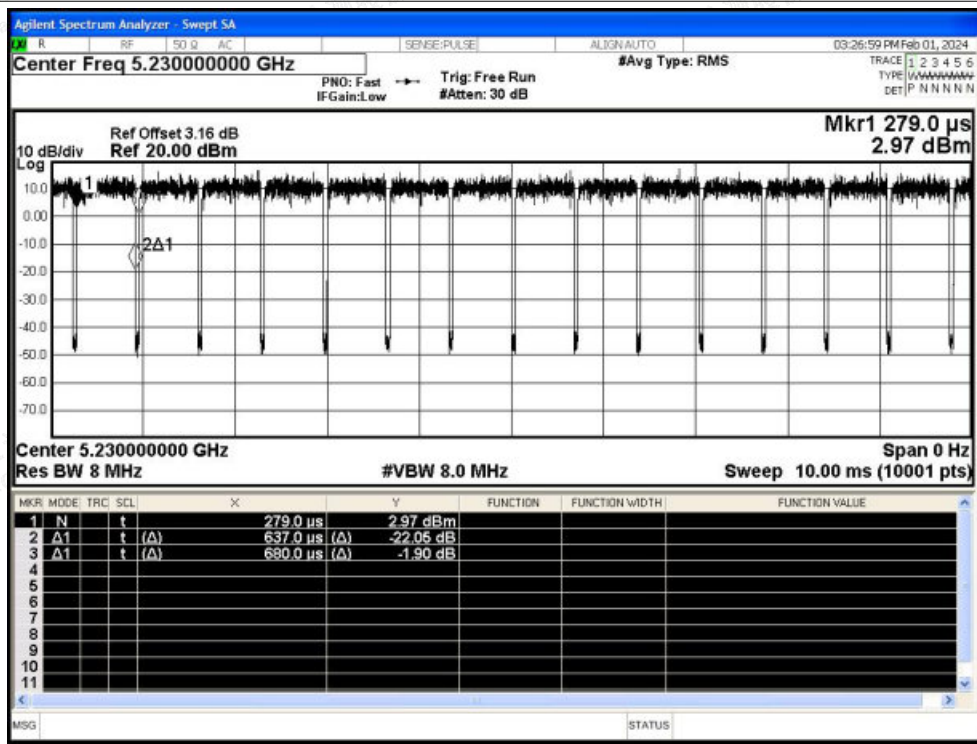 Agilent Spectrum Analyzer - Swept SA
LXI R RF 50 Ω AC SENSE:PULSE ALIGN AUTO 03:26:59 PM Feb 01, 2024
Center Freq 5.230000000 GHz #Avg Type: RMS TRACE 1 2 3 4 5 6
PNO: Fast Trig: Free Run TYPE WWWWWW
IFGain:Low #Atten: 30 dB DET P N N N N N
Mkr1 279.0 µs
Ref Offset 3.16 dB
10 dB/div Ref 20.00 dBm 2.97 dBm
Log
10.0 1
0.00
-10.0 2Δ1
-20.0
-30.0
-40.0
-50.0
-60.0
-70.0
Center 5.230000000 GHz Span 0 Hz
Res BW 8 MHz #VBW 8.0 MHz Sweep 10.00 ms (10001 pts)
MKR MODE TRC SCL X Y FUNCTION FUNCTION WIDTH FUNCTION VALUE
1 N t 279.0 µs 2.97 dBm
2 Δ1 t (Δ) 637.0 µs (Δ) -22.05 dB
3 Δ1 t (Δ) 680.0 µs (Δ) -1.90 dB
4
5
6
7
8
9
10
11
MSG STATUS